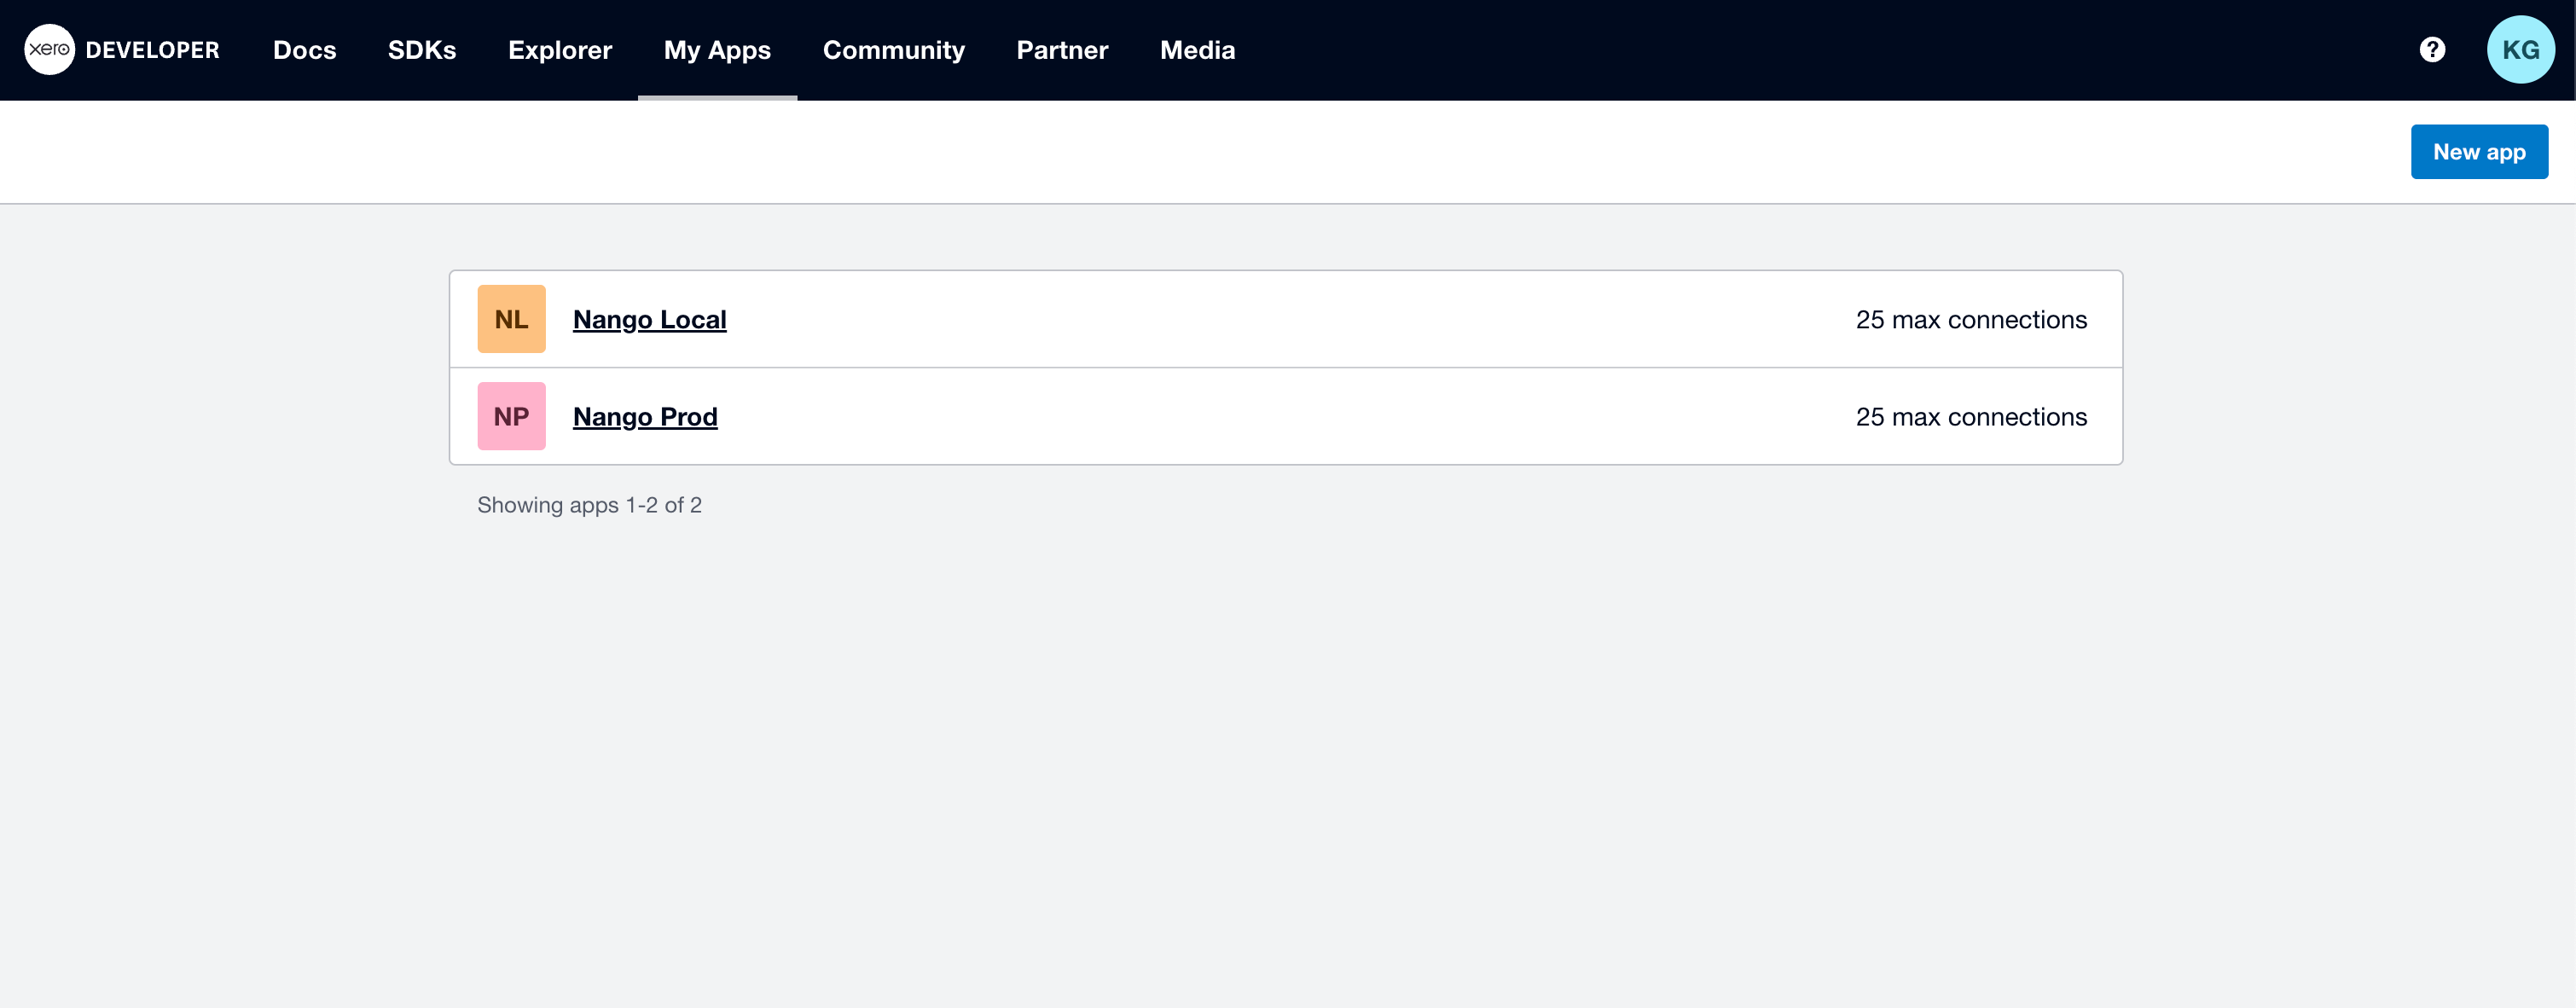 xero DEVELOPER Docs SDKs Explorer My Apps Community Partner Media ? KG
New app
NL Nango Local 25 max connections
NP Nango Prod 25 max connections
Showing apps 1-2 of 2